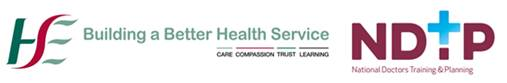 HSE
Building a Better Health Service
CARE COMPASSION TRUST LEARNING
NDTP
National Doctors Training & Planning